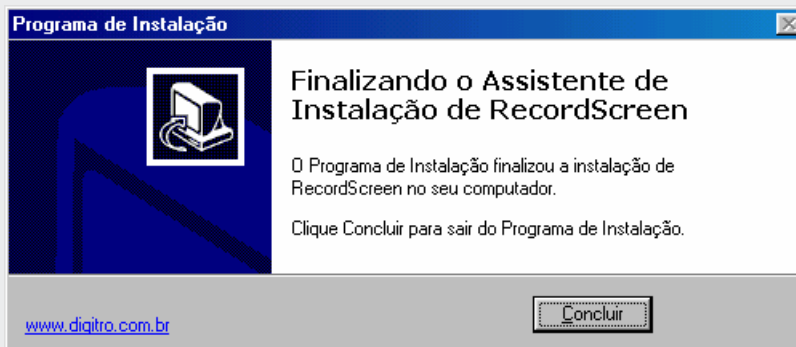 Programa de Instalação
Finalizando o Assistente de
Instalação de RecordScreen
O Programa de Instalação finalizou a instalação de
RecordScreen no seu computador.
Clique Concluir para sair do Programa de Instalação.
www.digitro.com.br
Concluir